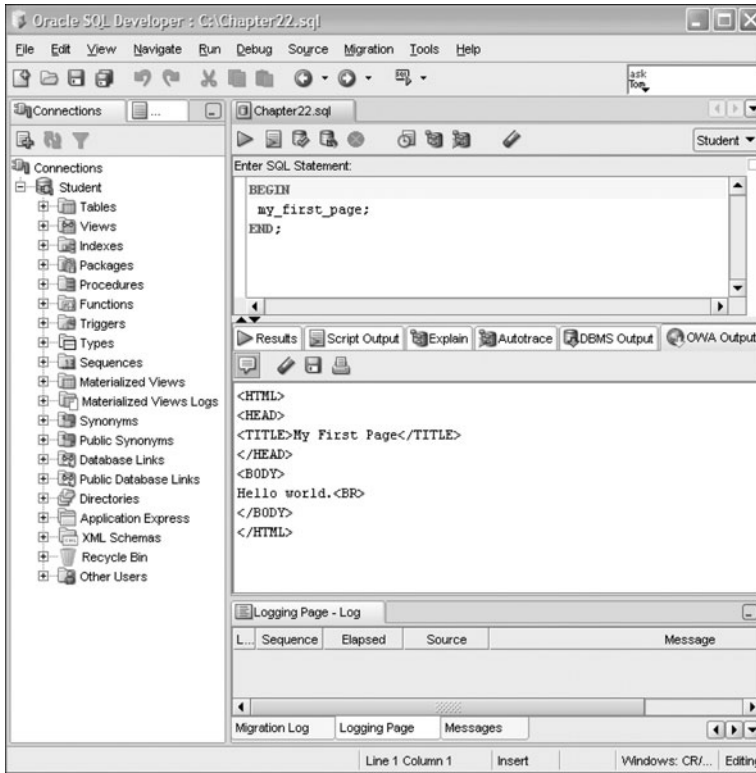 Oracle SQL Developer : C:\Chapter22.sql
File Edit View Navigate Run Debug Source Migration Tools Help
ask Tom
Connections ...
Chapter22.sql
Student
Connections
Student
Tables
Views
Indexes
Packages
Procedures
Functions
Triggers
Types
Sequences
Materialized Views
Materialized Views Logs
Synonyms
Public Synonyms
Database Links
Public Database Links
Directories
Application Express
XML Schemas
Recycle Bin
Other Users
Enter SQL Statement:
BEGIN
my_first_page;
END;
Results Script Output Explain Autotrace DBMS Output OWA Output
<HTML>
<HEAD>
<TITLE>My First Page</TITLE>
</HEAD>
<BODY>
Hello world.<BR>
</BODY>
</HTML>
Logging Page - Log
L... Sequence Elapsed Source Message
Migration Log Logging Page Messages
Line 1 Column 1 Insert Windows: CR/... Editing